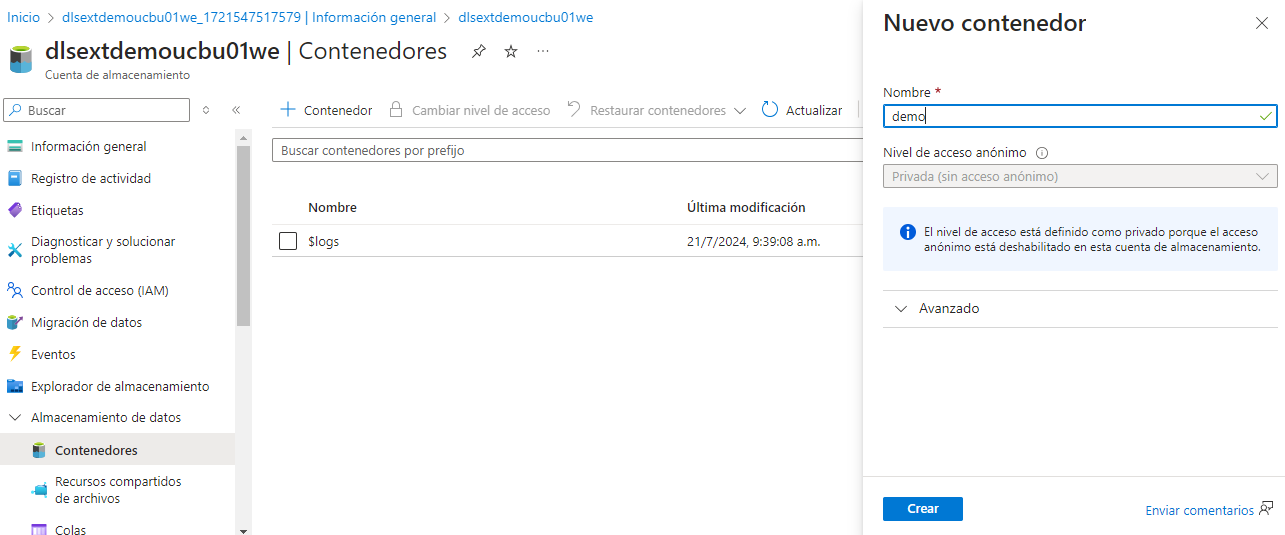 Inicio > dlsextdemoucbu01we_1721547517579 | Información general > dlsextdemoucbu01we
dlsextdemoucbu01we | Contenedores
Cuenta de almacenamiento
Buscar
Información general
Registro de actividad
Etiquetas
Diagnosticar y solucionar
problemas
Control de acceso (IAM)
Migración de datos
Eventos
Explorador de almacenamiento
Almacenamiento de datos
Contenedores
Recursos compartidos
de archivos
Colas
Contenedor Cambiar nivel de acceso Restaurar contenedores Actualizar
Buscar contenedores por prefijo
Nombre Última modificación
$logs 21/7/2024, 9:39:08 a.m.
Nuevo contenedor
Nombre *
demo
Nivel de acceso anónimo
Privada (sin acceso anónimo)
El nivel de acceso está definido como privado porque el acceso
anónimo está deshabilitado en esta cuenta de almacenamiento.
Avanzado
Crear
Enviar comentarios